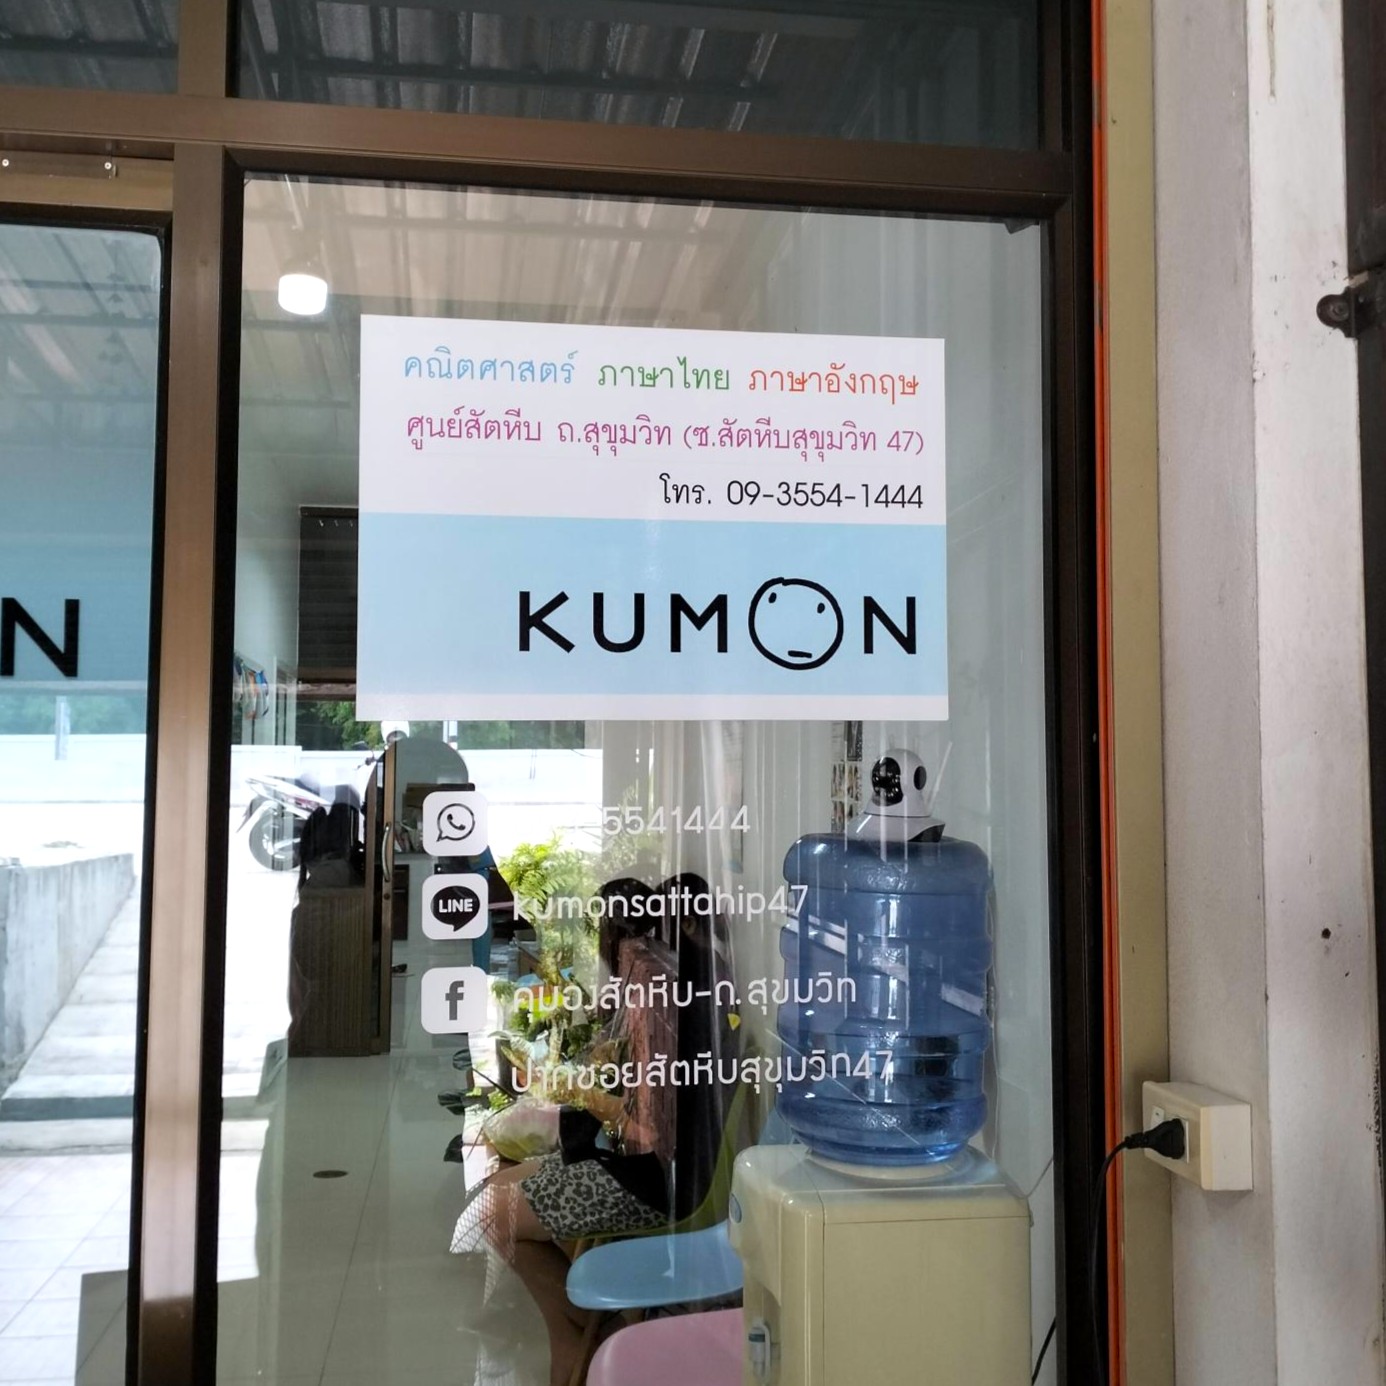 คณิตศาสตร์ ภาษาไทย ภาษาอังกฤษ
ศูนย์สัตหีบ ถ.สุขุมวิท (ซ.สัตหีบสุขุมวิท 47)
โทร. 09-3554-1444
KUMON
N
5541444
LINE
kumonsattahip47
f
คุมองสัตหีบ-ถ.สุขุมวิท
ปากซอยสัตหีบสุขุมวิท47